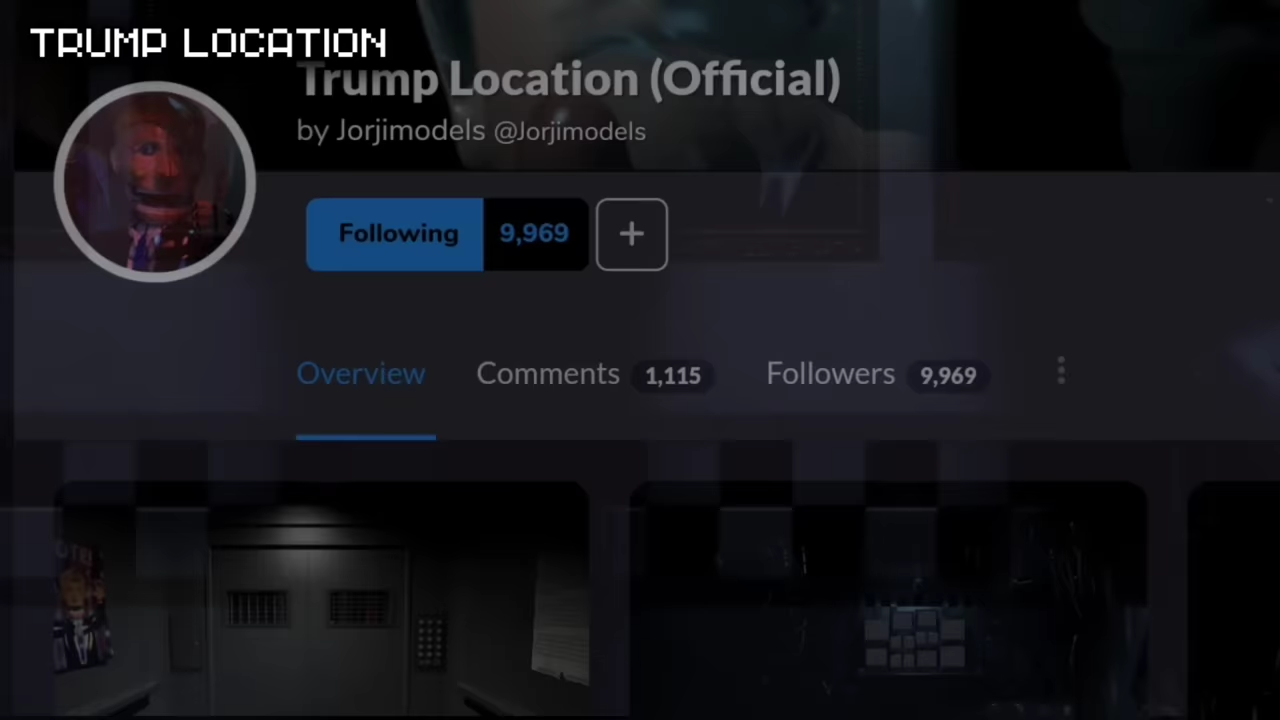 TRUMP LOCATION
Trump Location (Official)
by Jorjimodels @Jorjimodels
Following 9,969 +
Overview Comments 1,115 Followers 9,969